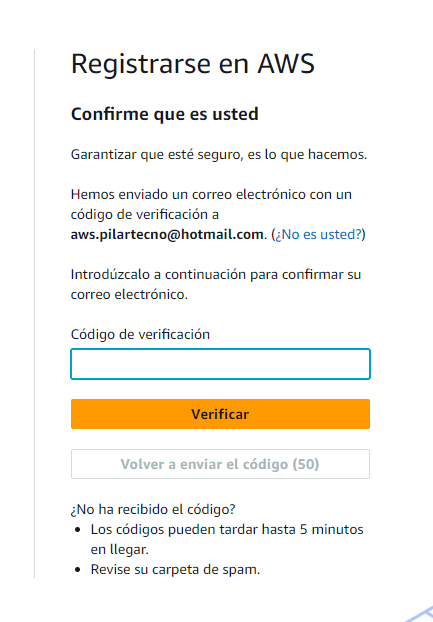 Registrarse en AWS
Confirme que es usted
Garantizar que esté seguro, es lo que hacemos.
Hemos enviado un correo electrónico con un
código de verificación a
aws.pilartecno@hotmail.com. (¿No es usted?)
Introdúzcalo a continuación para confirmar su
correo electrónico.
Código de verificación
Verificar
Volver a enviar el código (50)
¿No ha recibido el código?
• Los códigos pueden tardar hasta 5 minutos
en llegar.
• Revise su carpeta de spam.